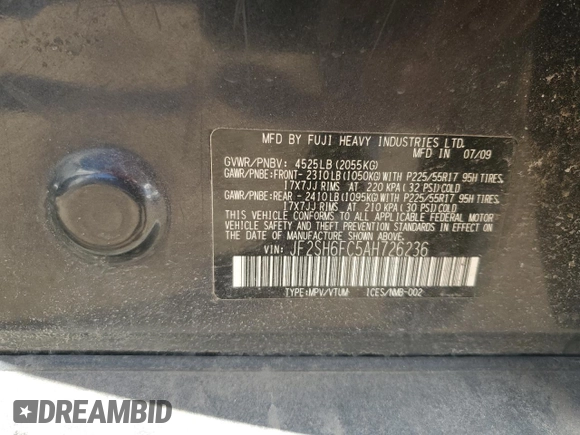 MFD BY FUJI HEAVY INDUSTRIES LTD.
IN 07/09
GVWR/PNBV: 4525LB(2055KG)
GAWR/PNBE:FRONT- 2310LB(1050KG)WITH P225/55R17 95H TIRES,
17X7JJ RIMS AT 220 KPA(32 PSI)COLD
GAWR/PNBE:REAR - 2410LB(1095KG)WITH P225/55R17 95H TIRES,
17X7JJ RIMS AT 210 KPA(30 PSI)COLD
THIS VEHICLE CONFORMS TO ALL APPLICABLE FEDERAL MOTOR
VEHICLE SAFETY AND THEFT PREVENTION STANDARDS IN EFFECT ON
THE DATE OF MANUFACTURE SHOWN ABOVE.
VIN: JF2SH6FC5AH726236
TYPE:MPV/VTUM ICES/NMB-002
DREAMBID